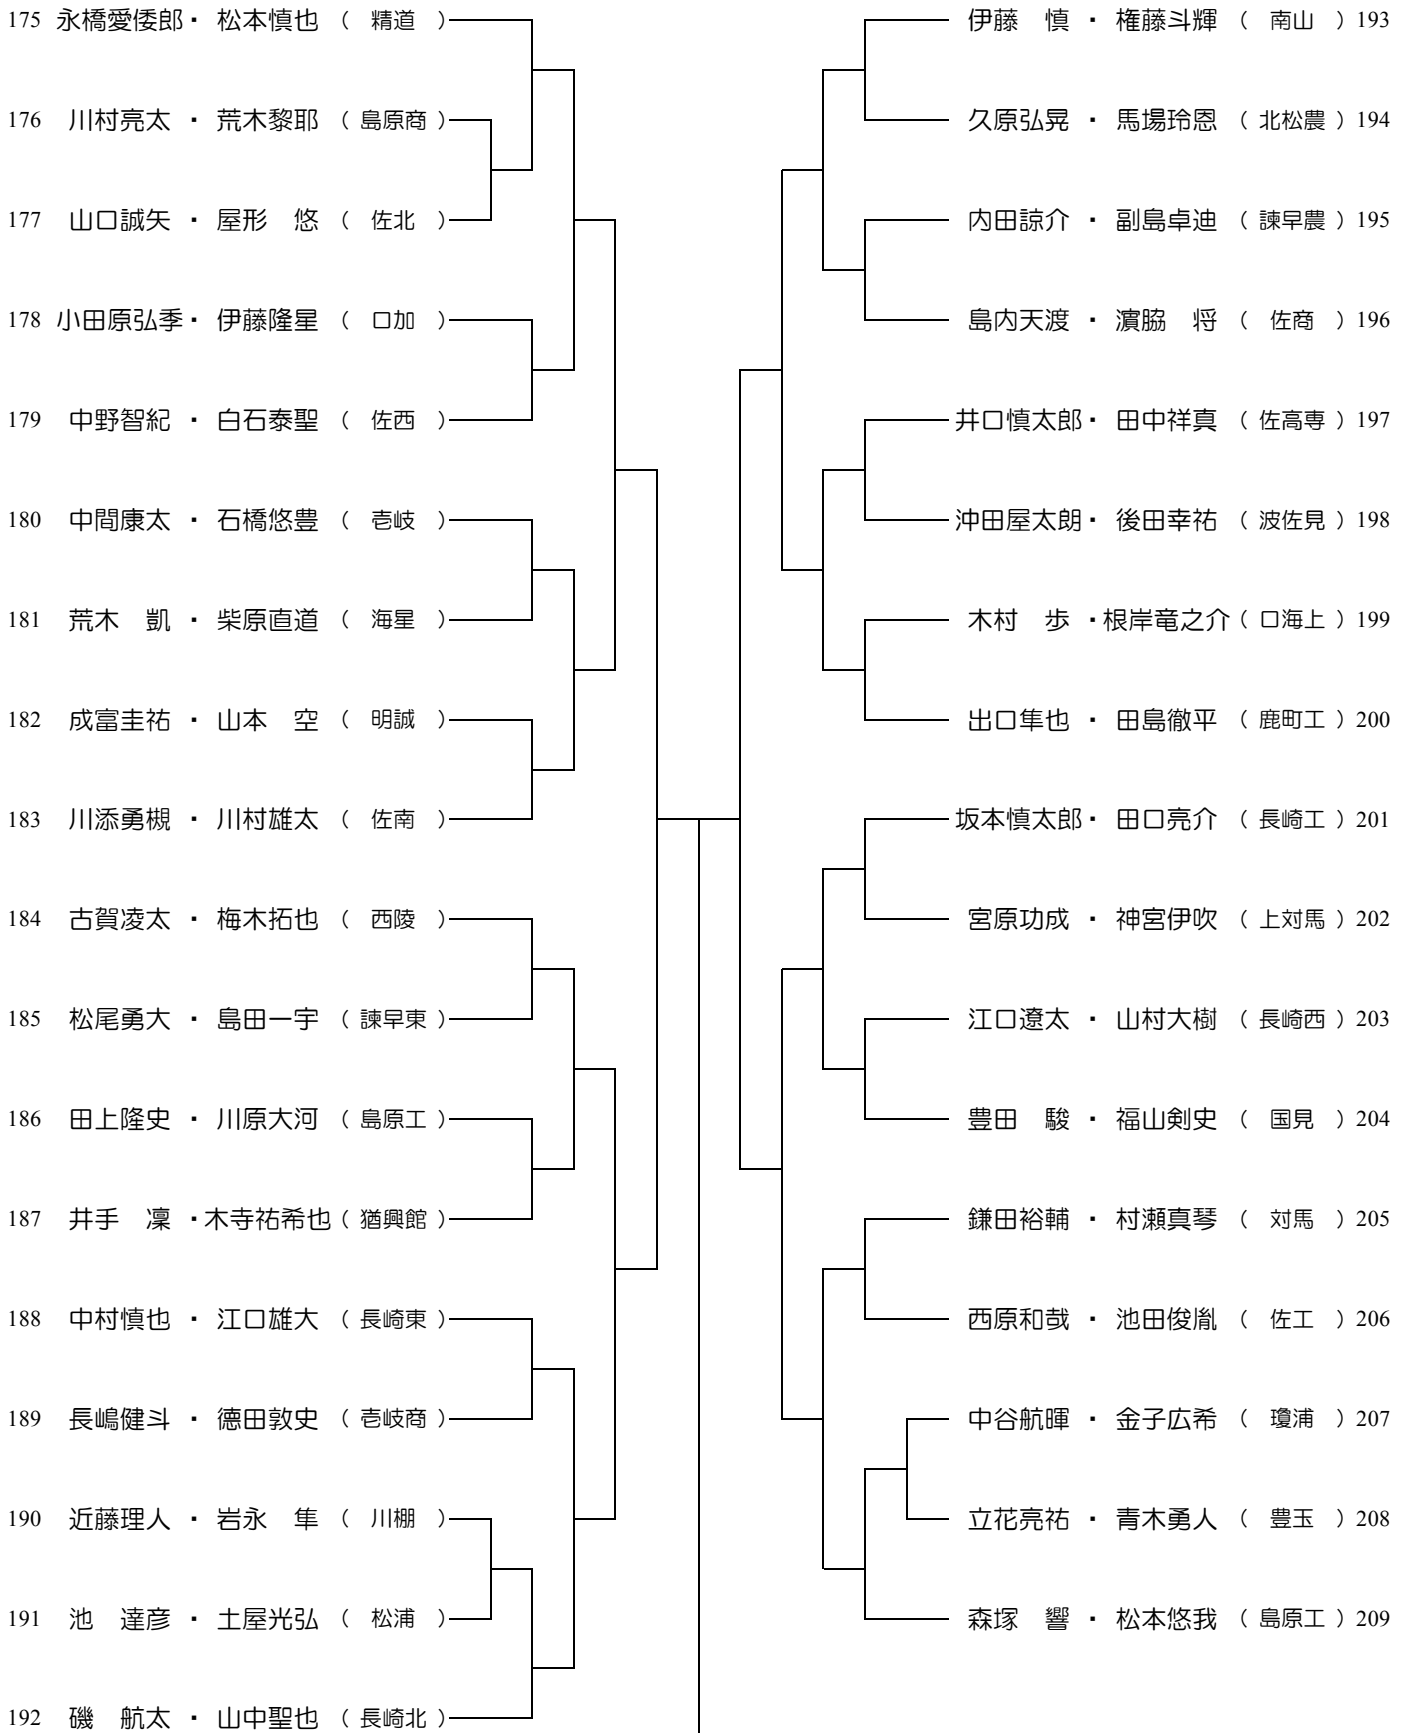 175 永橋愛倭郎・ 松本慎也 （ 精道 ）
176 川村亮太 ・ 荒木黎耶 （ 島原商 ）
177 山口誠矢 ・ 屋形　悠 （ 佐北 ）
178 小田原弘季・ 伊藤隆星 （ 口加 ）
179 中野智紀 ・ 白石泰聖 （ 佐西 ）
180 中間康太 ・ 石橋悠豊 （ 壱岐 ）
181 荒木　凱 ・ 柴原直道 （ 海星 ）
182 成富圭祐 ・ 山本　空 （ 明誠 ）
183 川添勇槻 ・ 川村雄太 （ 佐南 ）
184 古賀凌太 ・ 梅木拓也 （ 西陵 ）
185 松尾勇大 ・ 島田一宇 （ 諫早東 ）
186 田上隆史 ・ 川原大河 （ 島原工 ）
187 井手　凜 ・木寺祐希也（ 猶興館 ）
188 中村慎也 ・ 江口雄大 （ 長崎東 ）
189 長嶋健斗 ・ 德田敦史 （ 壱岐商 ）
190 近藤理人 ・ 岩永　隼 （ 川棚 ）
191 池　達彦 ・ 土屋光弘 （ 松浦 ）
192 磯　航太 ・ 山中聖也 （ 長崎北 ）
伊藤　慎 ・ 権藤斗輝 （ 南山 ）193
久原弘晃 ・ 馬場玲恩 （ 北松農 ）194
内田諒介 ・ 副島卓迪 （ 諫早農 ）195
島内天渡 ・ 濵脇　将 （ 佐商 ）196
井口慎太郎・ 田中祥真 （ 佐高専 ）197
沖田屋太朗・ 後田幸祐 （ 波佐見 ）198
木村　歩 ・根岸竜之介（ 口海上 ）199
出口隼也 ・ 田島徹平 （ 鹿町工 ）200
坂本慎太郎・ 田口亮介 （ 長崎工 ）201
宮原功成 ・ 神宮伊吹 （ 上対馬 ）202
江口遼太 ・ 山村大樹 （ 長崎西 ）203
豊田　駿 ・ 福山剣史 （ 国見 ）204
鎌田裕輔 ・ 村瀬真琴 （ 対馬 ）205
西原和哉 ・ 池田俊胤 （ 佐工 ）206
中谷航暉 ・ 金子広希 （ 瓊浦 ）207
立花亮祐 ・ 青木勇人 （ 豊玉 ）208
森塚　響 ・ 松本悠我 （ 島原工 ）209